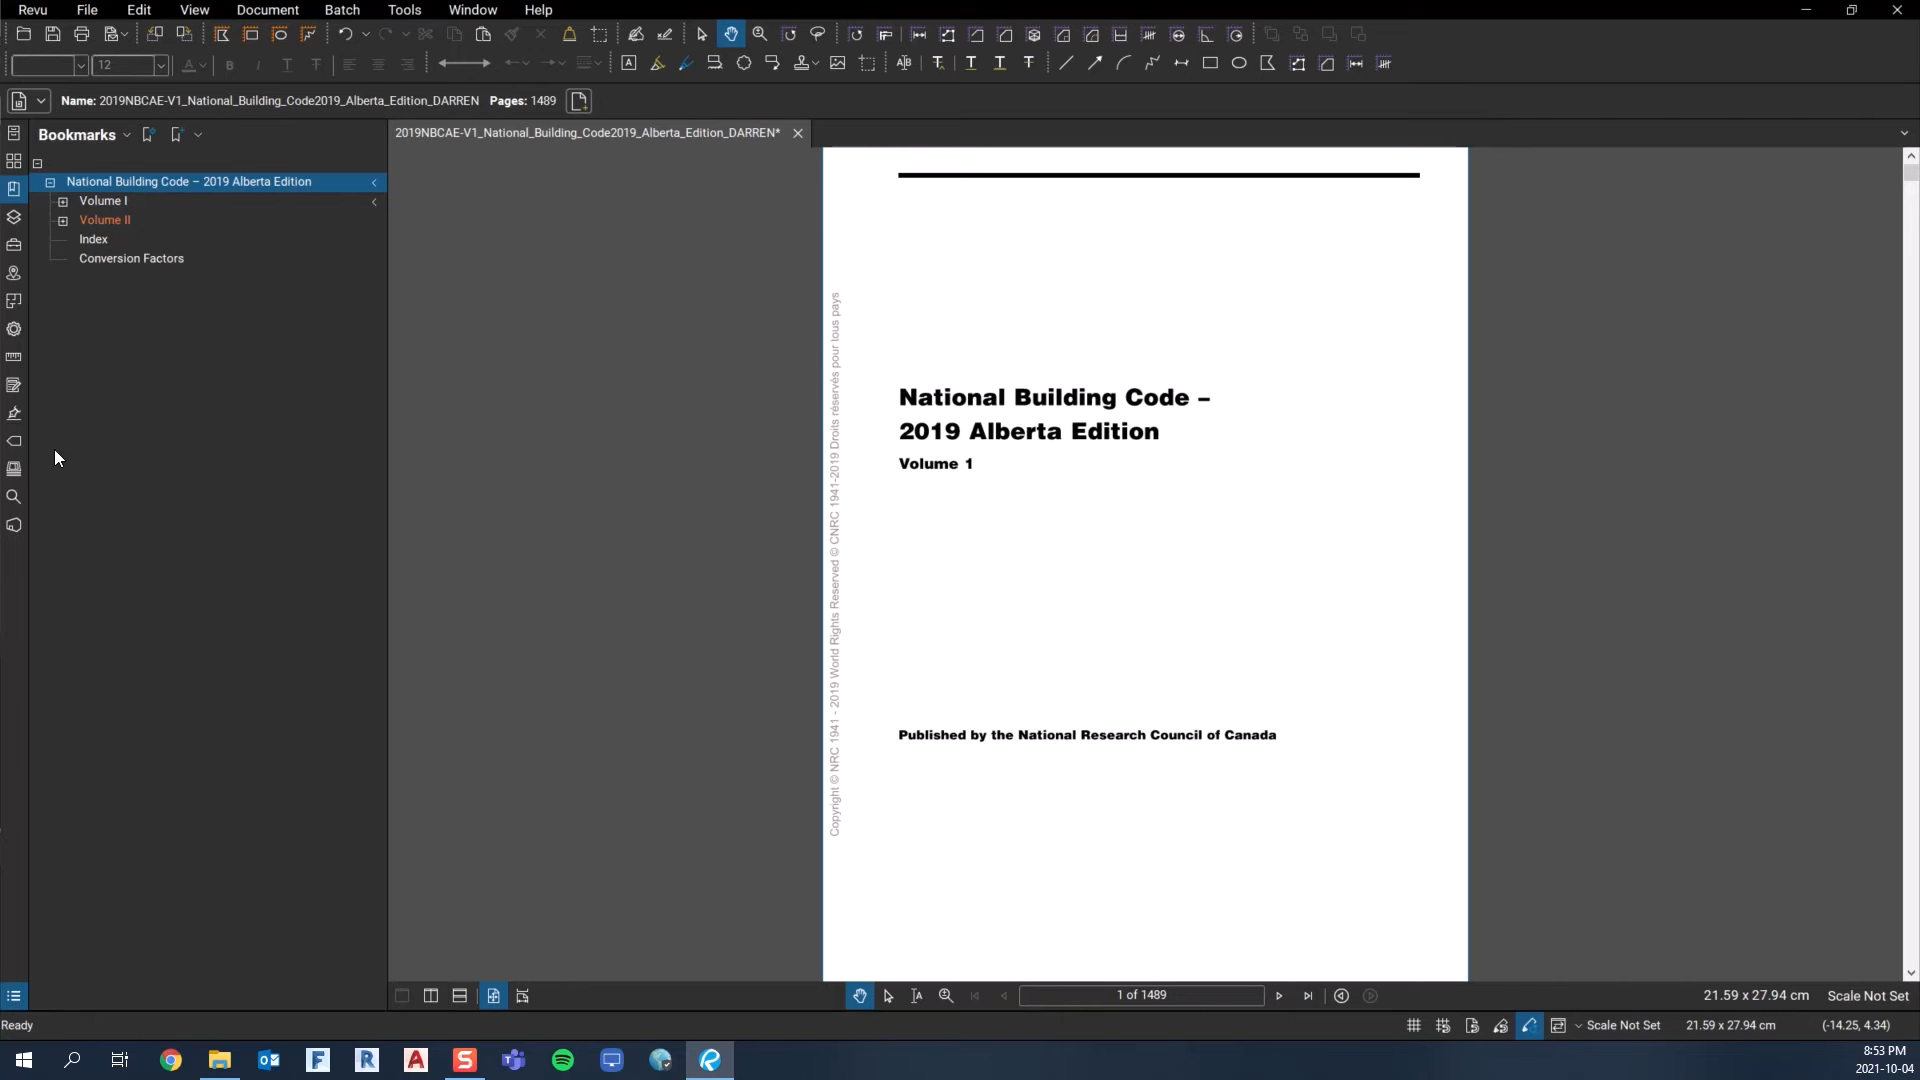 Revu File Edit View Document Batch Tools Window Help
12
Name: 2019NBCAE-V1_National_Building_Code2019_Alberta_Edition_DARREN Pages: 1489
Bookmarks
2019NBCAE-V1_National_Building_Code2019_Alberta_Edition_DARREN*
National Building Code – 2019 Alberta Edition
Volume I
Volume II
Index
Conversion Factors
Copyright © NRC 1941 - 2019 World Rights Reserved © CNRC 1941-2019 Droits réservés pour tous pays
National Building Code –
2019 Alberta Edition
Volume 1
Published by the National Research Council of Canada
1 of 1489
21.59 x 27.94 cm Scale Not Set
Ready
Scale Not Set 21.59 x 27.94 cm (-14.25, 4.34)
8:53 PM
2021-10-04